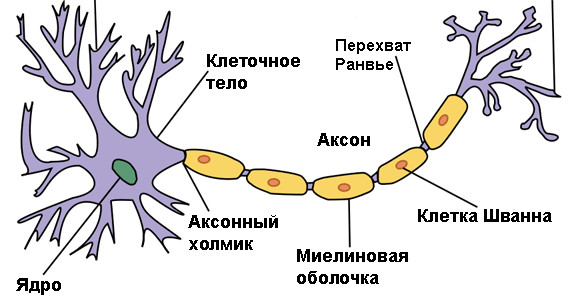 Клеточное
тело
Перехват
Ранвье
Аксон
Аксонный
холмик
Клетка Шванна
Миелиновая
оболочка
Ядро